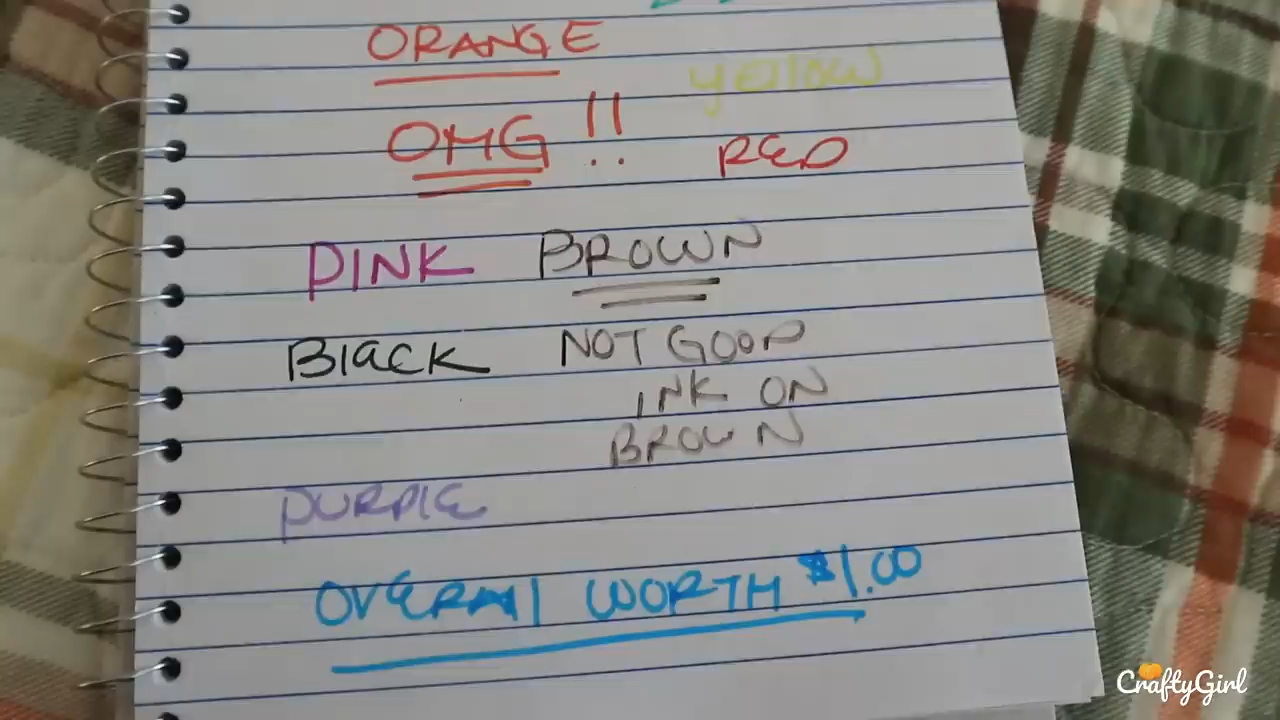 ORANGE
yellow
OMG !!
RED
PINK BROWN
BlacK NOT GOOD
INK ON
BROWN
PURPlE
OVERAll WORTH $1.00
CraftyGirl